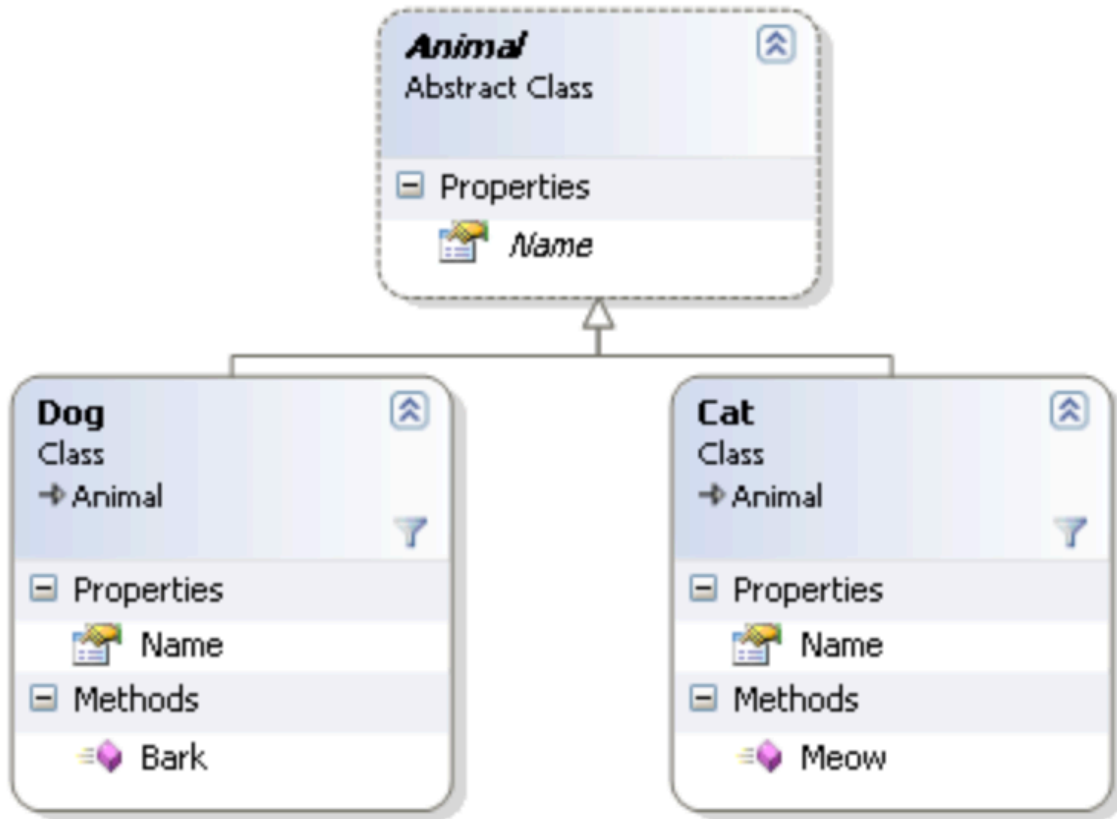 Animal
Abstract Class
Properties
Name
Dog
Class
Animal
Properties
Name
Methods
Bark
Cat
Class
Animal
Properties
Name
Methods
Meow